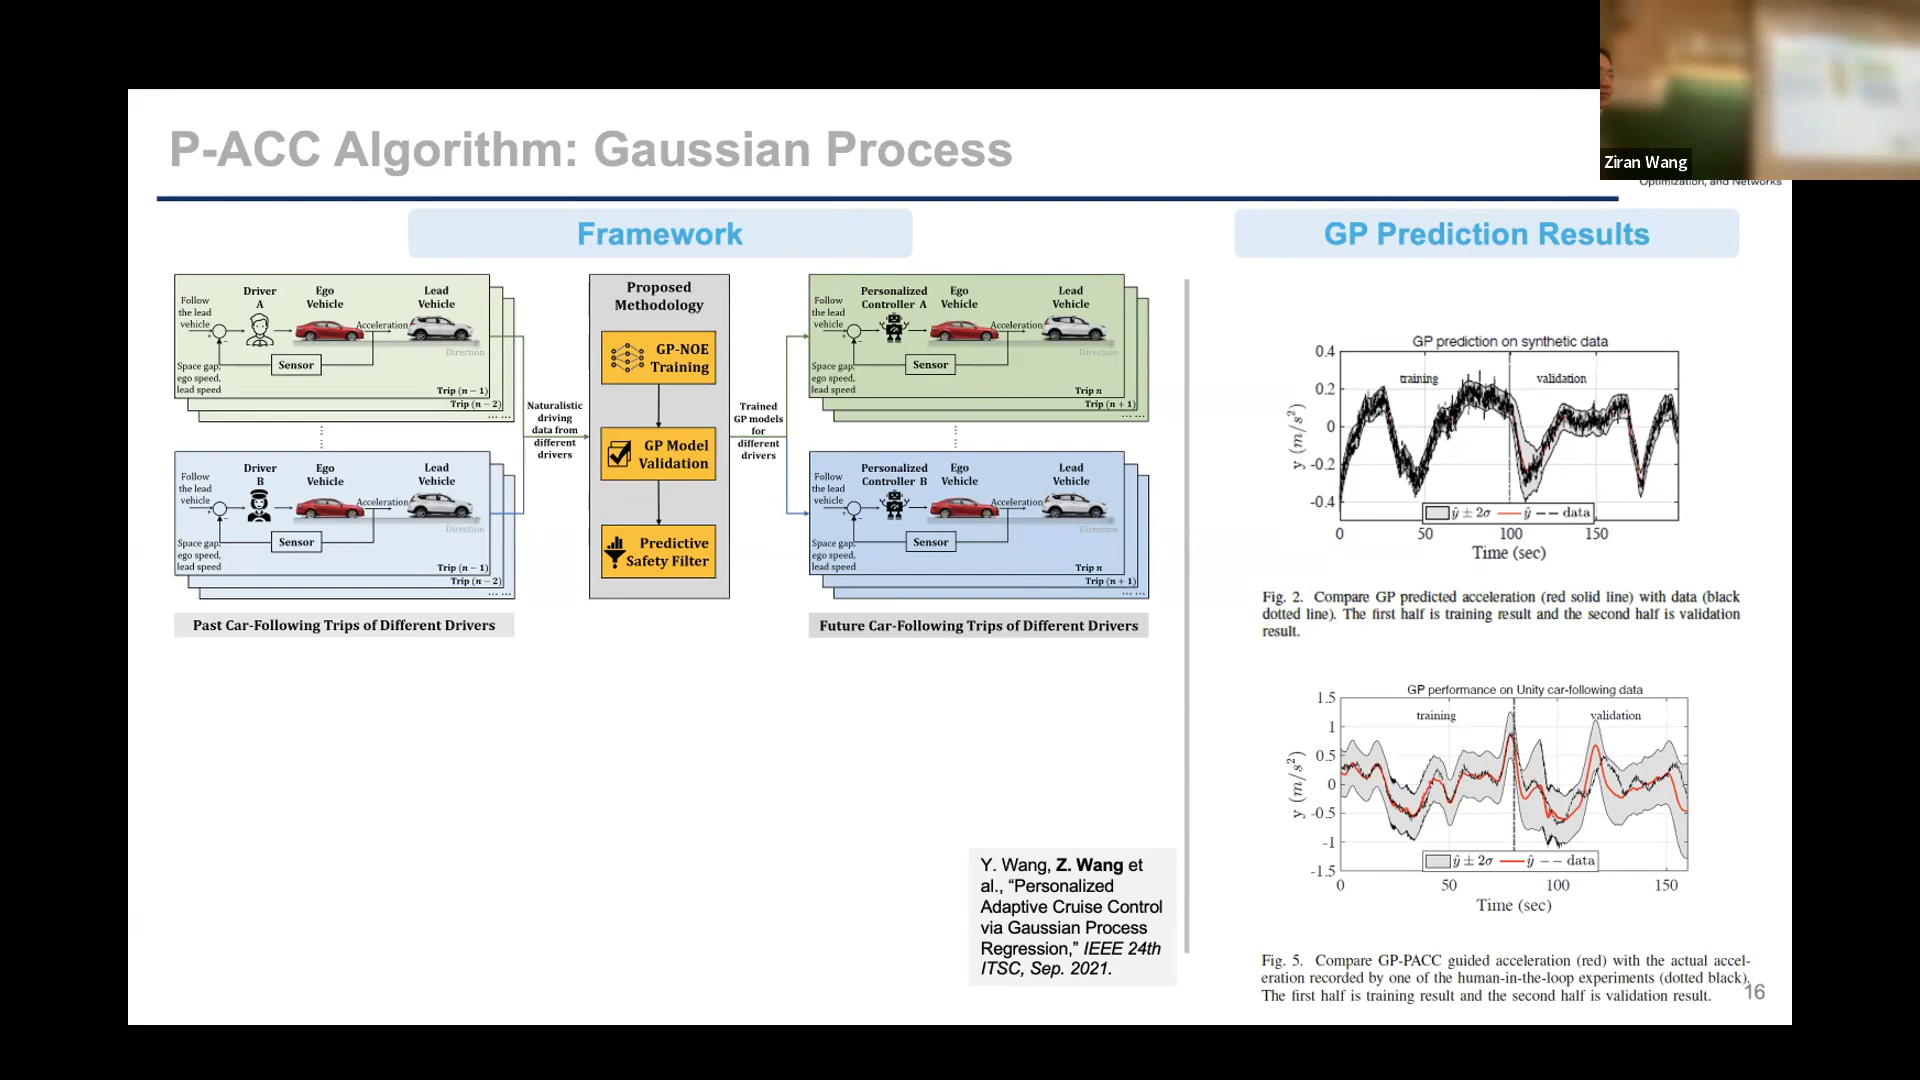 Ziran Wang
Optimization, and Networks
P-ACC Algorithm: Gaussian Process
Framework
GP Prediction Results
Follow
the lead
vehicle
Driver
A
Ego
Vehicle
Lead
Vehicle
Acceleration
Direction
Sensor
Space gap,
ego speed,
lead speed
Trip (n − 1)
Trip (n − 2)
... ...
Follow
the lead
vehicle
Driver
B
Ego
Vehicle
Lead
Vehicle
Acceleration
Direction
Sensor
Space gap,
ego speed,
lead speed
Trip (n − 1)
Trip (n − 2)
... ...
Past Car-Following Trips of Different Drivers
Naturalistic
driving
data from
different
drivers
Proposed
Methodology
GP-NOE
Training
GP Model
Validation
Predictive
Safety Filter
Trained
GP models
for
different
drivers
Follow
the lead
vehicle
Personalized
Controller A
Ego
Vehicle
Lead
Vehicle
Acceleration
Direction
Sensor
Space gap,
ego speed,
lead speed
Trip n
Trip (n + 1)
... ...
Follow
the lead
vehicle
Personalized
Controller B
Ego
Vehicle
Lead
Vehicle
Acceleration
Direction
Sensor
Space gap,
ego speed,
lead speed
Trip n
Trip (n + 1)
... ...
Future Car-Following Trips of Different Drivers
Y. Wang, Z. Wang et
al., “Personalized
Adaptive Cruise Control
via Gaussian Process
Regression,” IEEE 24th
ITSC, Sep. 2021.
GP prediction on synthetic data
training validation
y (m/s²)
0.4
0.2
0
-0.2
-0.4
ŷ ± 2σ ŷ data
0 50 100 150
Time (sec)
Fig. 2. Compare GP predicted acceleration (red solid line) with data (black
dotted line). The first half is training result and the second half is validation
result.
GP performance on Unity car-following data
training validation
y (m/s²)
1.5
1
0.5
0
-0.5
-1
-1.5
ŷ ± 2σ ŷ data
0 50 100 150
Time (sec)
Fig. 5. Compare GP-PACC guided acceleration (red) with the actual accel-
eration recorded by one of the human-in-the-loop experiments (dotted black).
The first half is training result and the second half is validation result.
16